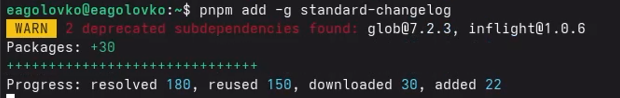 eagolovko@eagolovko:~$ pnpm add -g standard-changelog
WARN 2 deprecated subdependencies found: glob@7.2.3, inflight@1.0.6
Packages: +30
++++++++++++++++++++++++++++++
Progress: resolved 180, reused 150, downloaded 30, added 22